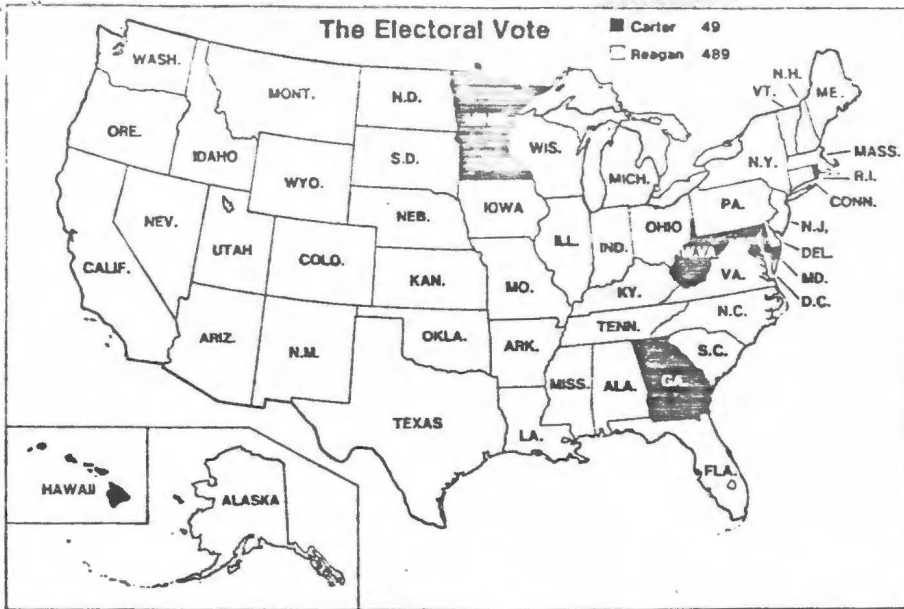 The Electoral Vote
Carter 49
Reagan 489
WASH.
MONT.
N.D.
N.H.
VT.
ME.
ORE.
IDAHO
S.D.
WIS.
MICH.
N.Y.
MASS.
R.I.
CONN.
WYO.
IOWA
PA.
NEV.
NEB.
ILL.
IND.
OHIO
N.J.
DEL.
UTAH
COLO.
W.VA.
VA.
MD.
D.C.
CALIF.
KAN.
MO.
KY.
N.C.
TENN.
ARIZ.
N.M.
OKLA.
ARK.
S.C.
MISS.
ALA.
GA.
TEXAS
LA.
FLA.
HAWAII
ALASKA